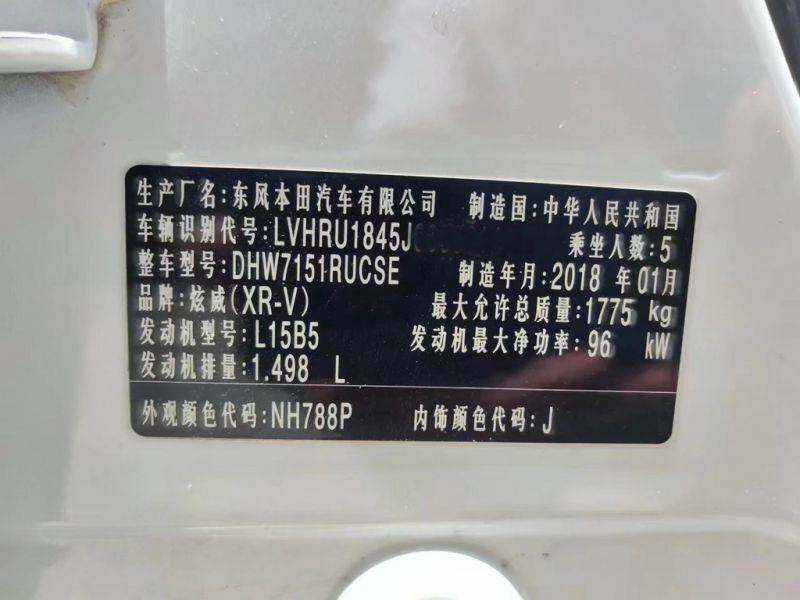 生产厂名:东风本田汽车有限公司 制造国:中华人民共和国
车辆识别代号:LVHRU1845J 乘坐人数:5
整车型号:DHW7151RUCSE 制造年月:2018 年 01月
品牌:炫威(XR-V) 最大允许总质量:1775 kg
发动机型号:L15B5 发动机最大净功率:96 kW
发动机排量:1.498 L
外观颜色代码:NH788P 内饰颜色代码:J